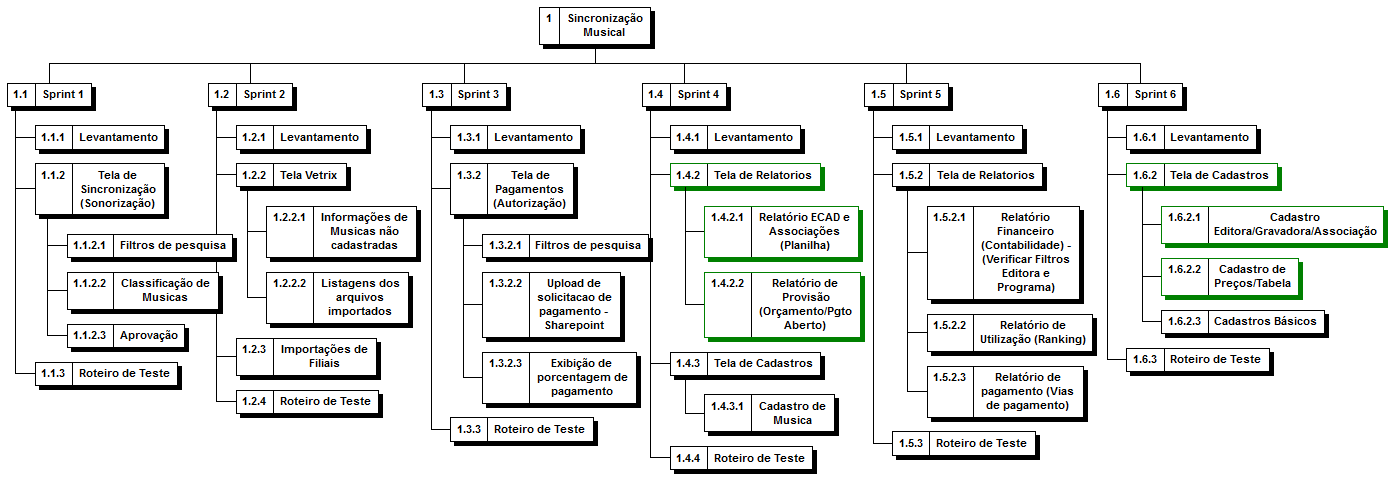 1 Sincronização
Musical
1.1 Sprint 1
1.1.1 Levantamento
1.1.2 Tela de
Sincronização
(Sonorização)
1.1.2.1 Filtros de pesquisa
1.1.2.2 Classificação de
Musicas
1.1.2.3 Aprovação
1.1.3 Roteiro de Teste
1.2 Sprint 2
1.2.1 Levantamento
1.2.2 Tela Vetrix
1.2.2.1 Informações de
Musicas não
cadastradas
1.2.2.2 Listagens dos
arquivos
importados
1.2.3 Importações de
Filiais
1.2.4 Roteiro de Teste
1.3 Sprint 3
1.3.1 Levantamento
1.3.2 Tela de
Pagamentos
(Autorização)
1.3.2.1 Filtros de pesquisa
1.3.2.2 Upload de
solicitacao de
pagamento -
Sharepoint
1.3.2.3 Exibição de
porcentagem de
pagamento
1.3.3 Roteiro de Teste
1.4 Sprint 4
1.4.1 Levantamento
1.4.2 Tela de Relatorios
1.4.2.1 Relatório ECAD e
Associações
(Planilha)
1.4.2.2 Relatório de
Provisão
(Orçamento/Pgto
Aberto)
1.4.3 Tela de Cadastros
1.4.3.1 Cadastro de
Musica
1.4.4 Roteiro de Teste
1.5 Sprint 5
1.5.1 Levantamento
1.5.2 Tela de Relatorios
1.5.2.1 Relatório
Financeiro
(Contabilidade) -
(Verificar Filtros
Editora e
Programa)
1.5.2.2 Relatório de
Utilização (Ranking)
1.5.2.3 Relatório de
pagamento (Vias
de pagamento)
1.5.3 Roteiro de Teste
1.6 Sprint 6
1.6.1 Levantamento
1.6.2 Tela de Cadastros
1.6.2.1 Cadastro
Editora/Gravadora/Associação
1.6.2.2 Cadastro de
Preços/Tabela
1.6.2.3 Cadastros Básicos
1.6.3 Roteiro de Teste